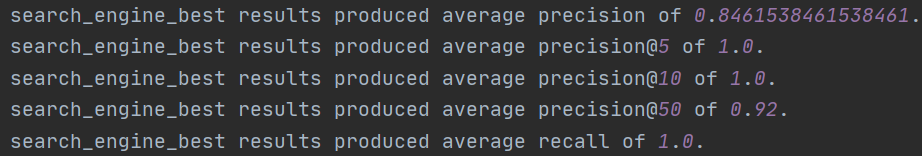 search_engine_best results produced average precision of 0.8461538461538461.
search_engine_best results produced average precision@5 of 1.0.
search_engine_best results produced average precision@10 of 1.0.
search_engine_best results produced average precision@50 of 0.92.
search_engine_best results produced average recall of 1.0.